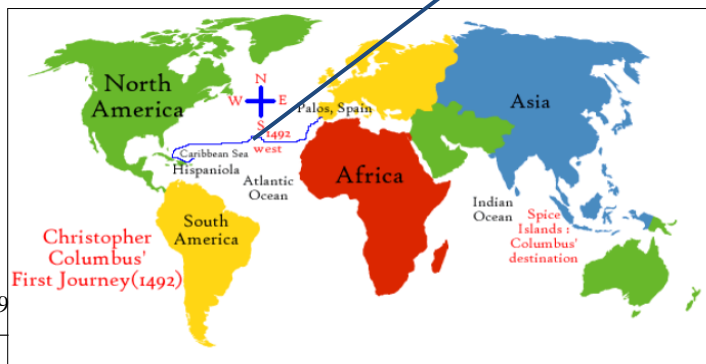 North
America
N
W
E
S
1492
west
Palos, Spain
Asia
Caribbean Sea
Hispaniola
Atlantic
Ocean
Africa
Indian
Ocean
Spice
Islands :
Columbus'
destination
South
America
Christopher
Columbus'
First Journey(1492)
9